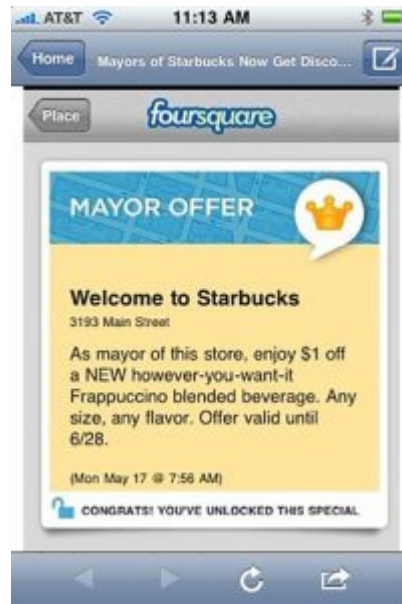 AT&T 11:13 AM
Home Mayors of Starbucks Now Get Disco...
Place foursquare
MAYOR OFFER
Welcome to Starbucks
3193 Main Street
As mayor of this store, enjoy $1 off
a NEW however-you-want-it
Frappuccino blended beverage. Any
size, any flavor. Offer valid until
6/28.
(Mon May 17 @ 7:56 AM)
CONGRATS! YOU'VE UNLOCKED THIS SPECIAL